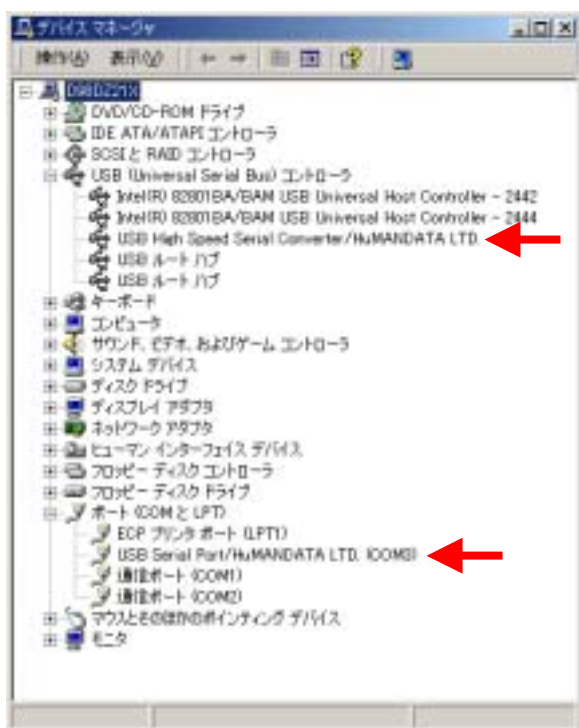 デバイス マネージャ
操作(A) 表示(V)
D98DZ21X
DVD/CD-ROM ドライブ
IDE ATA/ATAPI コントローラ
SCSI と RAID コントローラ
USB (Universal Serial Bus) コントローラ
Intel(R) 82801BA/BAM USB Universal Host Controller - 2442
Intel(R) 82801BA/BAM USB Universal Host Controller - 2444
USB High Speed Serial Converter/HuMANDATA LTD.
USB ルート ハブ
USB ルート ハブ
キーボード
コンピュータ
サウンド、ビデオ、およびゲーム コントローラ
システム デバイス
ディスク ドライブ
ディスプレイ アダプタ
ネットワーク アダプタ
ヒューマン インターフェイス デバイス
フロッピー ディスク コントローラ
フロッピー ディスク ドライブ
ポート (COM と LPT)
ECP プリンタ ポート (LPT1)
USB Serial Port/HuMANDATA LTD. (COM3)
通信ポート (COM1)
通信ポート (COM2)
マウスとそのほかのポインティング デバイス
モニタ